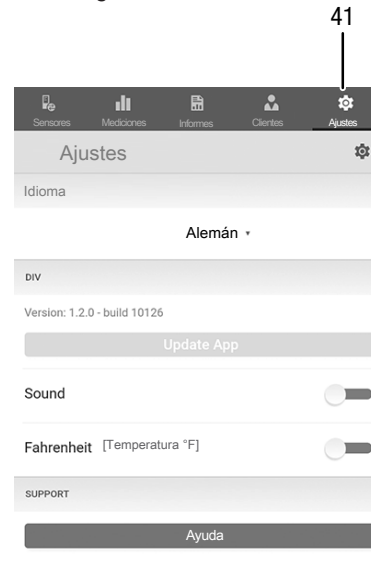 41
Sensores Mediciones Informes Clientes Ajustes
Ajustes
Idioma
Alemán
DIV
Version: 1.2.0 - build 10126
Update App
Sound
Fahrenheit [Temperatura °F]
SUPPORT
Ayuda